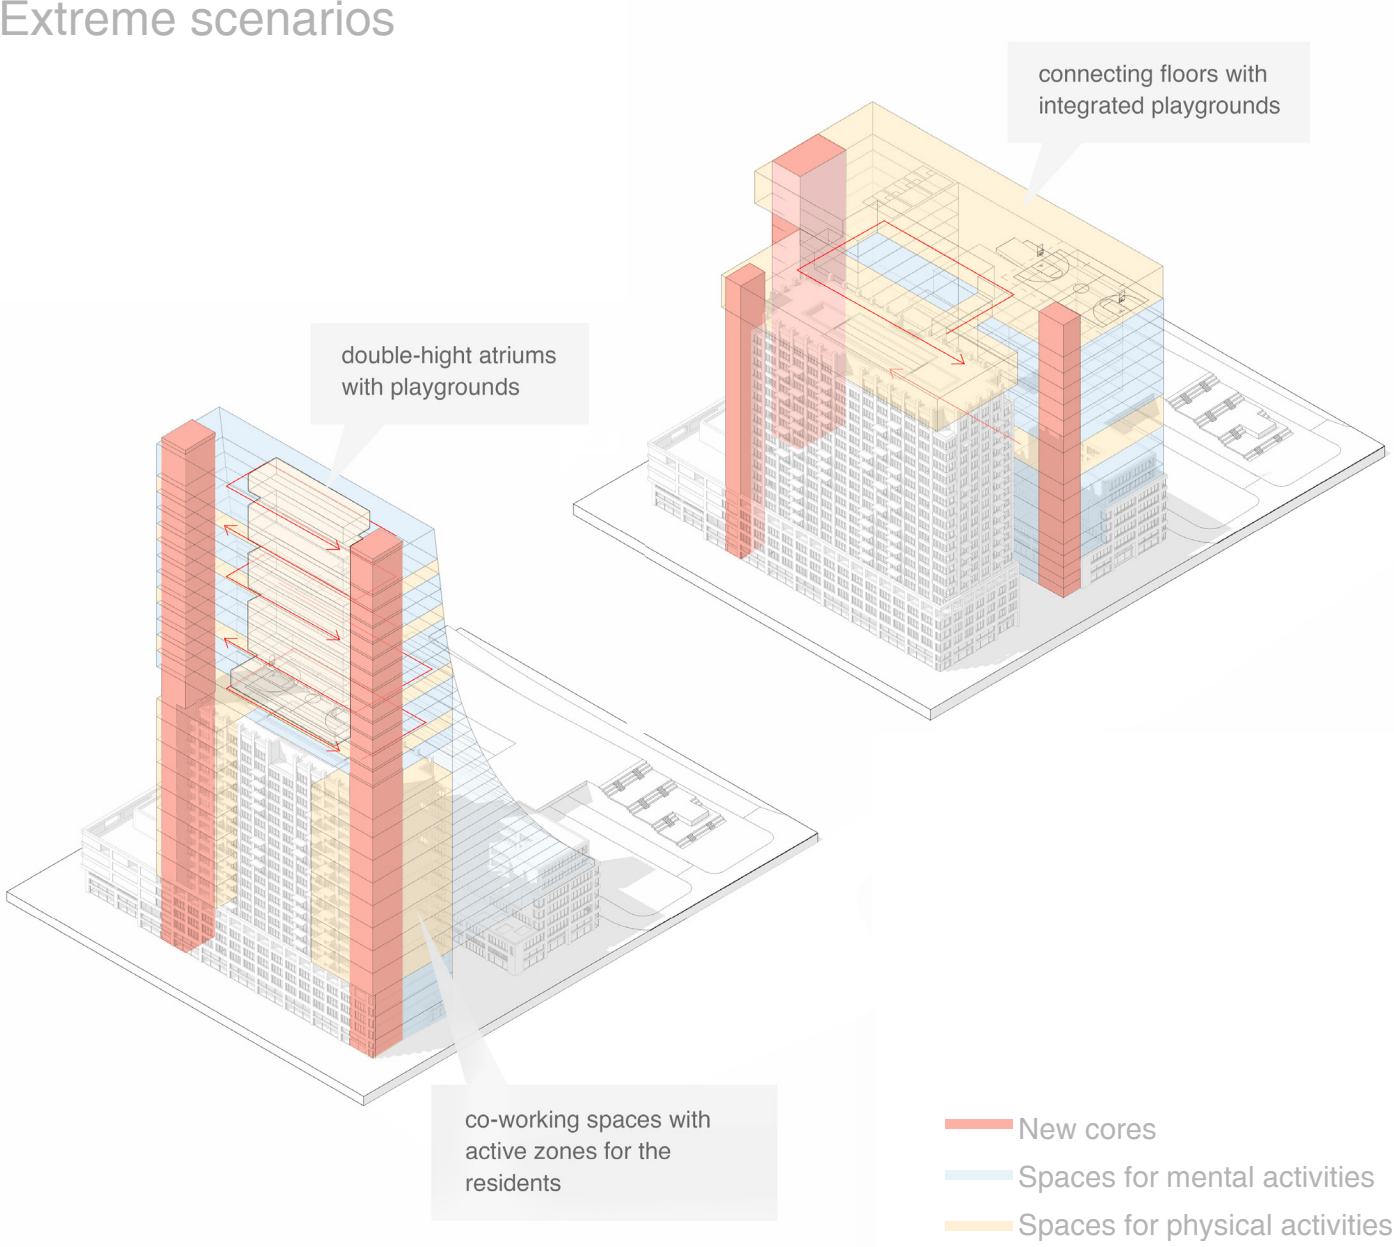 Extreme scenarios
connecting floors with
integrated playgrounds
double-hight atriums
with playgrounds
co-working spaces with
active zones for the
residents
New cores
Spaces for mental activities
Spaces for physical activities